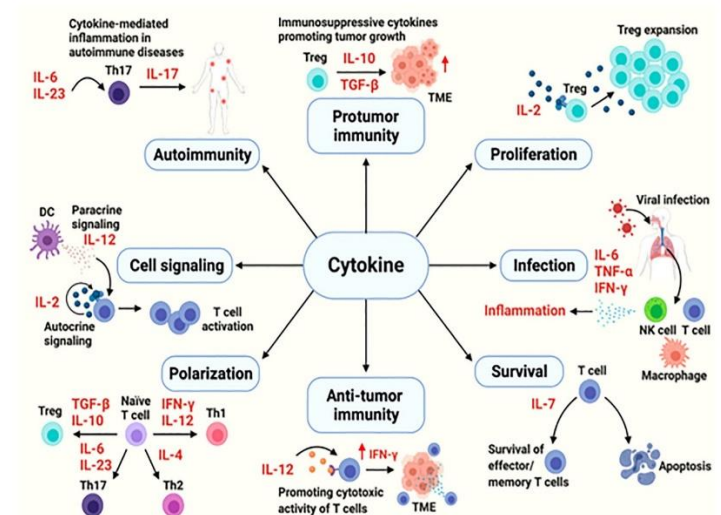 Cytokine-mediated
inflammation in
autoimmune diseases
IL-6
IL-23
Th17
IL-17
Autoimmunity
Immunosuppressive cytokines
promoting tumor growth
Treg
IL-10
TGF-β
TME
Protumor
immunity
Treg expansion
Treg
IL-2
Proliferation
DC
Paracrine
signaling
IL-12
IL-2
Autocrine
signaling
T cell
activation
Cell signaling
Cytokine
Infection
Viral infection
IL-6
TNF-α
IFN-γ
Inflammation
NK cell
T cell
Macrophage
Polarization
Treg
TGF-β
IL-10
Naïve
T cell
IFN-γ
IL-12
Th1
IL-6
IL-23
IL-4
Th17
Th2
Anti-tumor
immunity
IL-12
IFN-γ
Promoting cytotoxic
activity of T cells
TME
Survival
T cell
IL-7
Survival of
effector/
memory T cells
Apoptosis